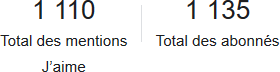 1 110
Total des mentions
J’aime
1 135
Total des abonnés